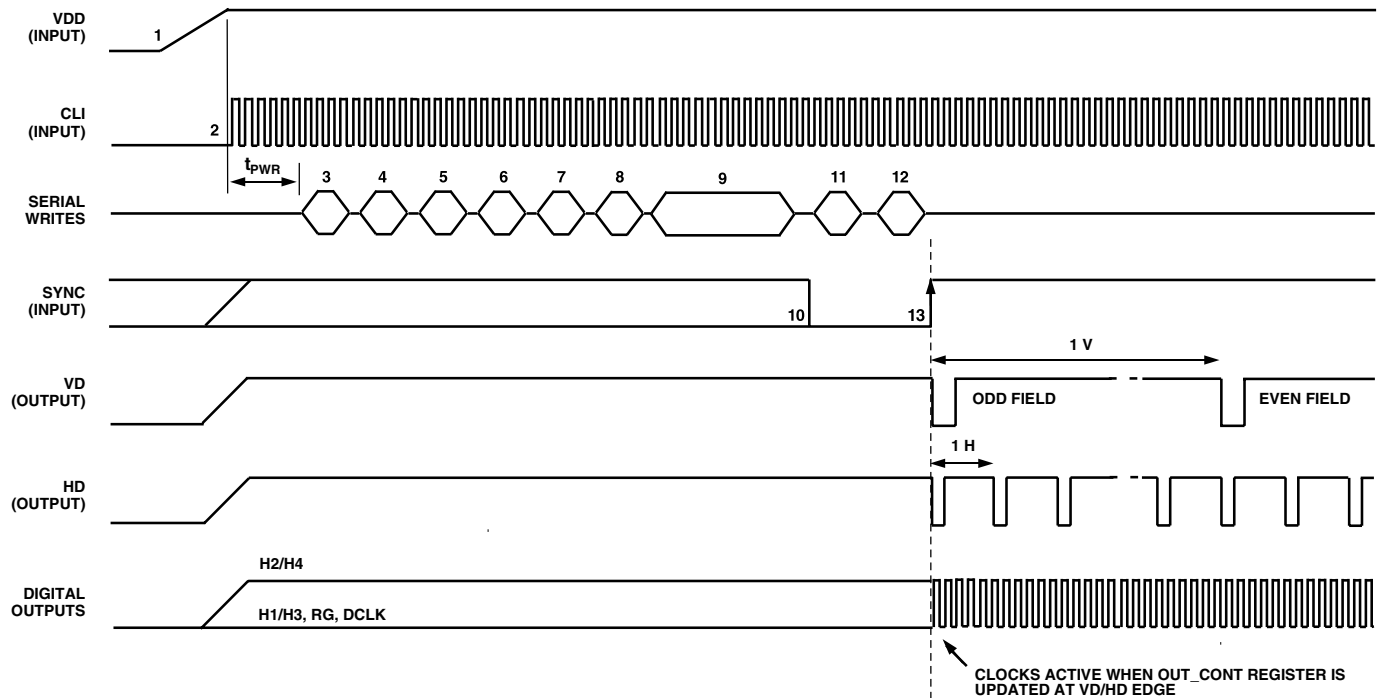 VDD
(INPUT)
1
CLI
(INPUT)
2
tPWR
SERIAL
WRITES
3 4 5 6 7 8 9 11 12
SYNC
(INPUT)
10 13
1 V
VD
(OUTPUT)
ODD FIELD EVEN FIELD
1 H
HD
(OUTPUT)
H2/H4
DIGITAL
OUTPUTS
H1/H3, RG, DCLK
CLOCKS ACTIVE WHEN OUT_CONT REGISTER IS
UPDATED AT VD/HD EDGE